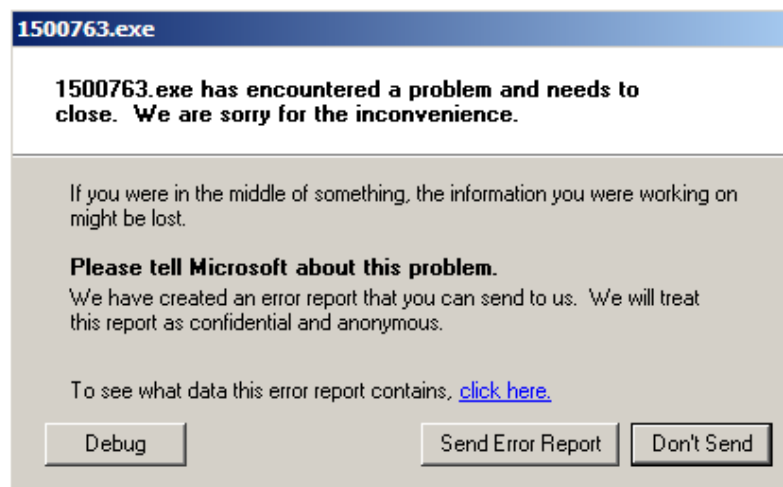 1500763.exe
1500763.exe has encountered a problem and needs to
close.  We are sorry for the inconvenience.
If you were in the middle of something, the information you were working on
might be lost.
Please tell Microsoft about this problem.
We have created an error report that you can send to us.  We will treat
this report as confidential and anonymous.
To see what data this error report contains, click here.
Debug
Send Error Report
Don't Send